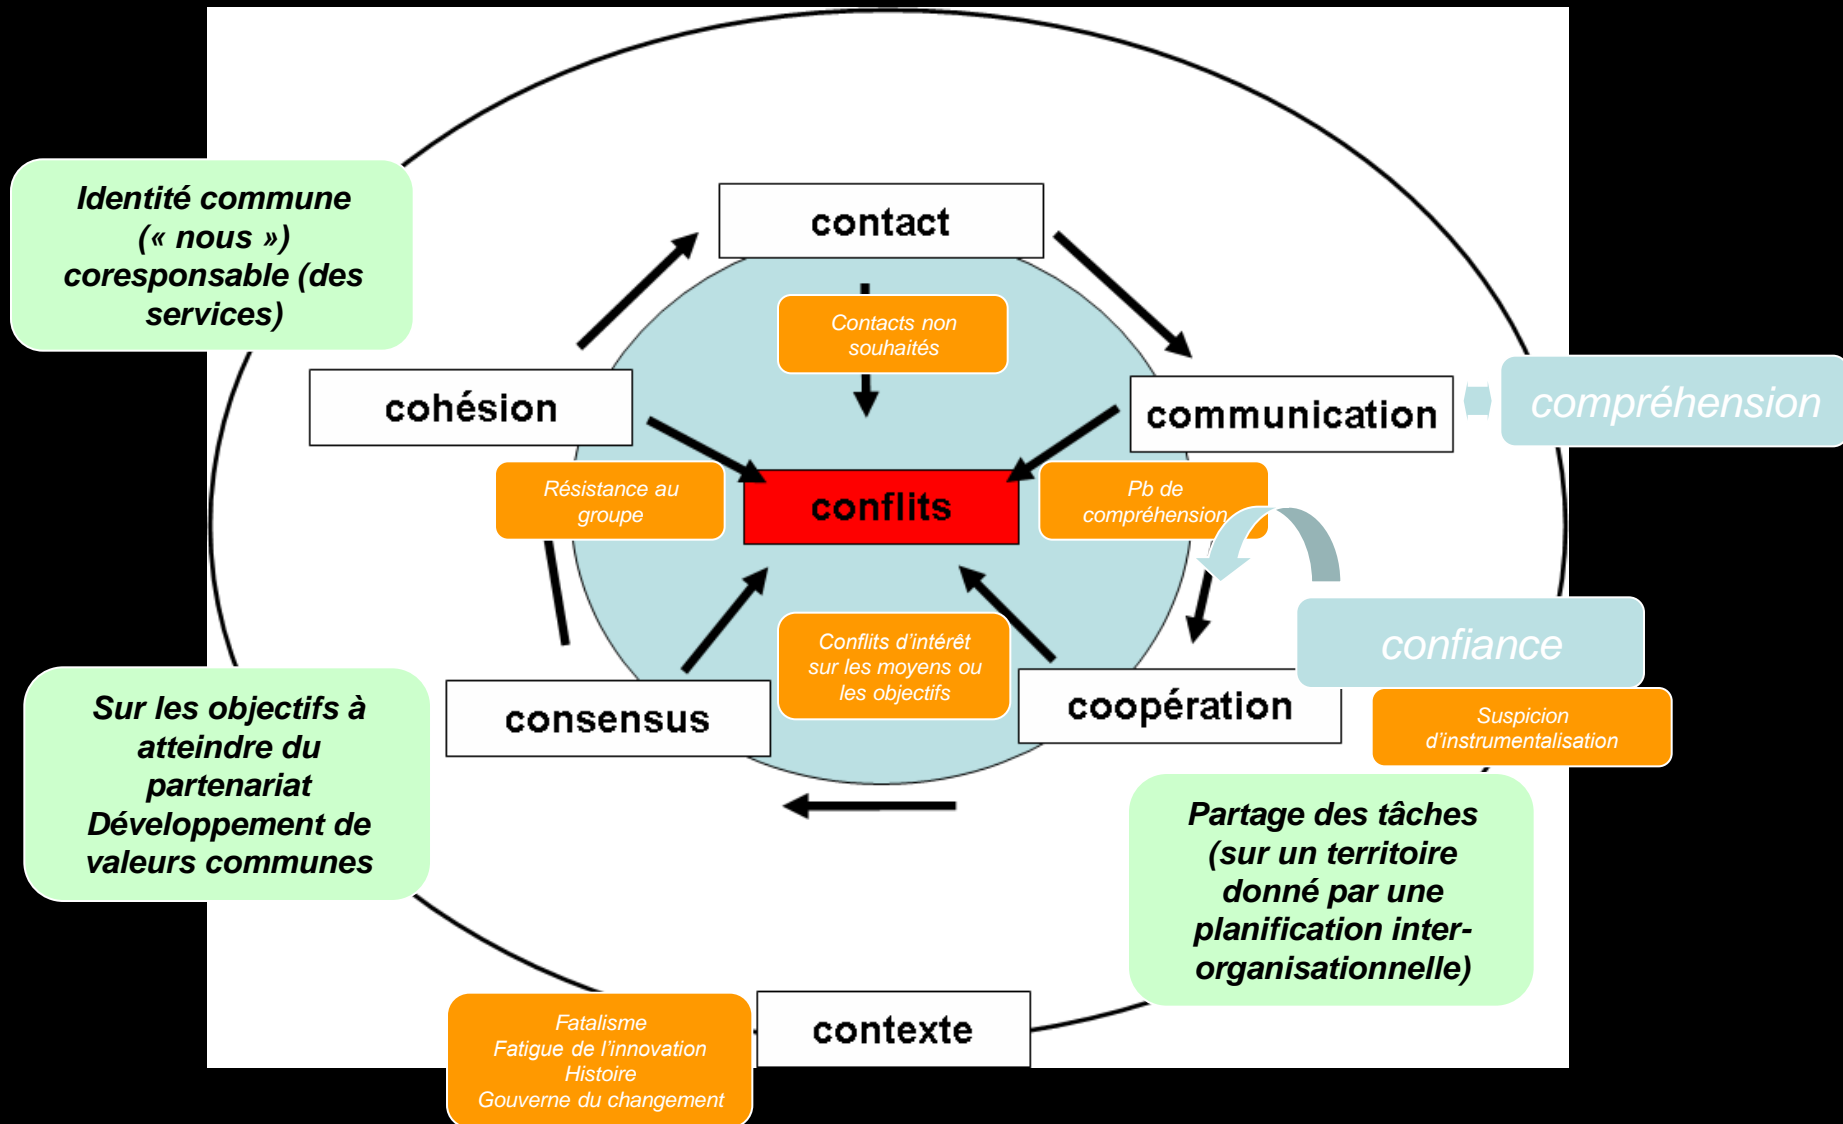 Identité commune
(« nous »)
coresponsable (des
services)
contact
Contacts non
souhaités
cohésion
communication
compréhension
Résistance au
groupe
conflits
Pb de
compréhension
confiance
Conflits d'intérêt
sur les moyens ou
les objectifs
coopération
consensus
Suspicion
d'instrumentalisation
Sur les objectifs à
atteindre du
partenariat
Développement de
valeurs communes
Partage des tâches
(sur un territoire
donné par une
planification inter-
organisationnelle)
contexte
Fatalisme
Fatigue de l'innovation
Histoire
Gouverne du changement